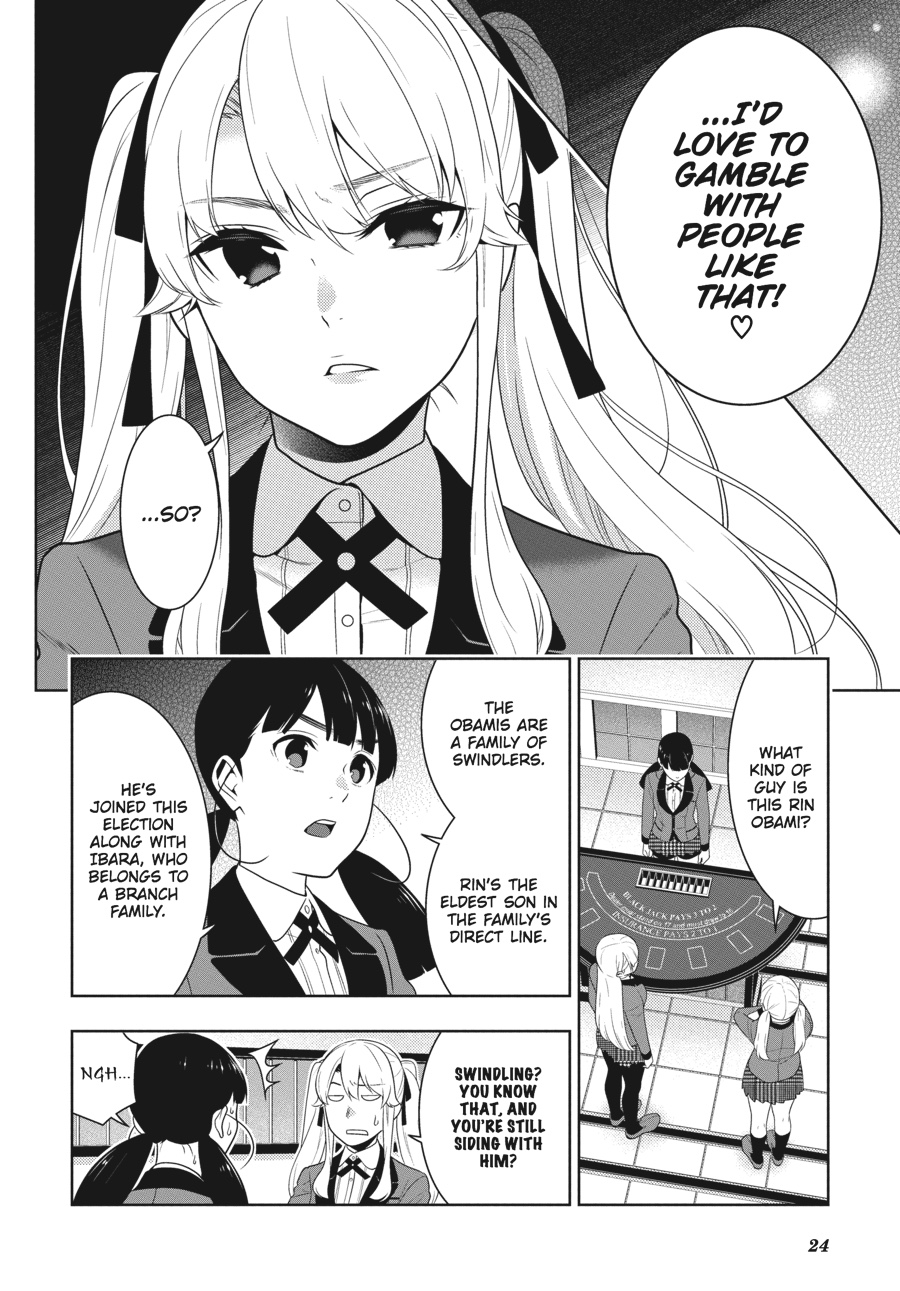 ...I'D
LOVE TO
GAMBLE
WITH
PEOPLE
LIKE
THAT!
♡
...SO?
WHAT
KIND OF
GUY IS
THIS RIN
OBAMI?
BLACK JACK PAYS 3 TO 2
INSURANCE PAYS 2 TO 1
THE
OBAMIS ARE
A FAMILY OF
SWINDLERS.
RIN'S THE
ELDEST SON IN
THE FAMILY'S
DIRECT LINE.
HE'S
JOINED THIS
ELECTION
ALONG WITH
IBARA, WHO
BELONGS TO
A BRANCH
FAMILY.
SWINDLING?
YOU KNOW
THAT, AND
YOU'RE STILL
SIDING WITH
HIM?
NGH...
24